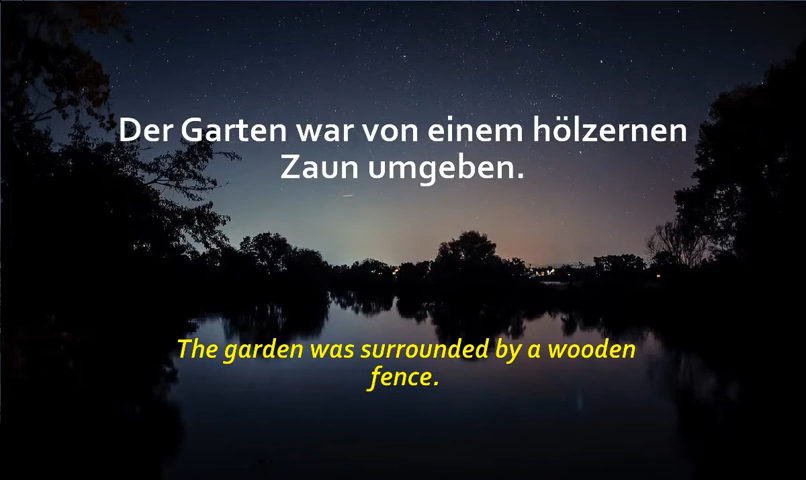 Der Garten war von einem hölzernen
Zaun umgeben.
The garden was surrounded by a wooden
fence.